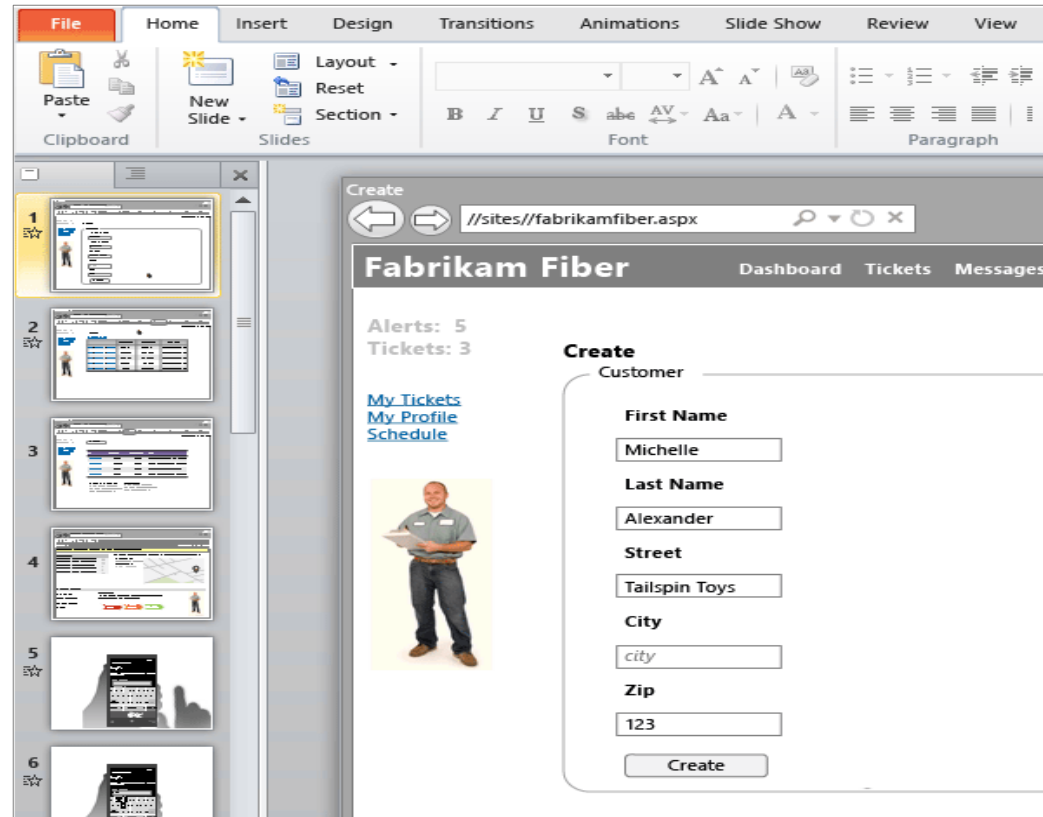 File Home Insert Design Transitions Animations Slide Show Review View
Layout
Reset
Section
Paste
New
Slide
B I U S abc AV Aa A
Clipboard Slides Font Paragraph
1
2
3
4
5
6
Create
//sites//fabrikamfiber.aspx
Fabrikam Fiber Dashboard Tickets Messages
Alerts: 5
Tickets: 3
My Tickets
My Profile
Schedule
Create
Customer
First Name
Michelle
Last Name
Alexander
Street
Tailspin Toys
City
city
Zip
123
Create